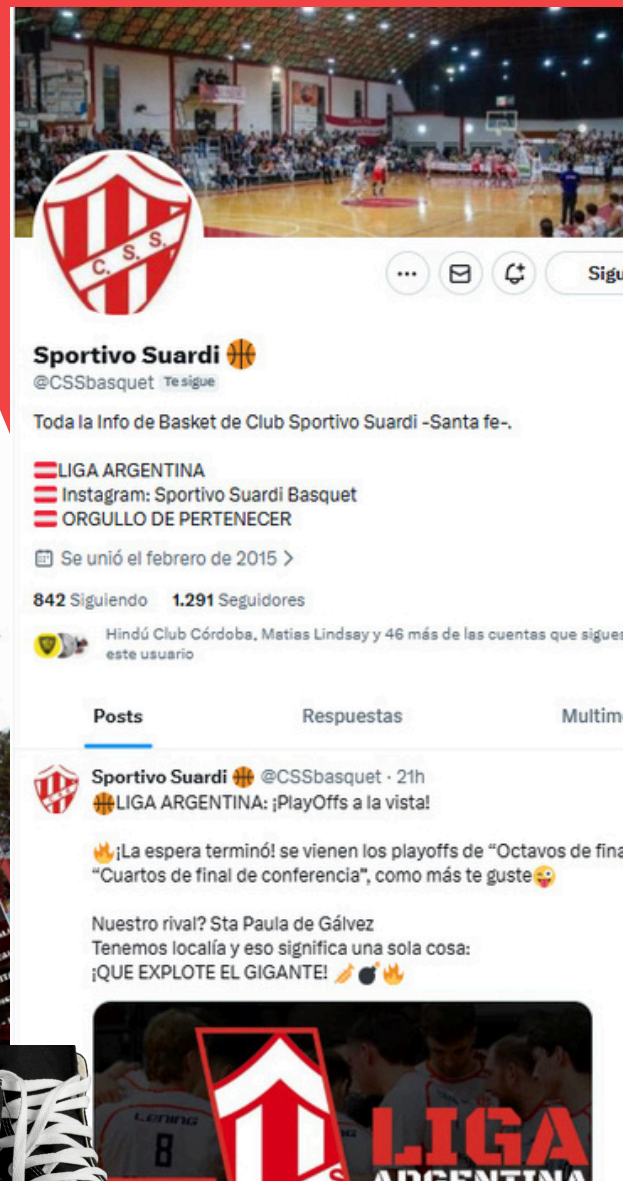 C. S. S.
Sigu
Sportivo Suardi 🏀
@CSSbasquet Te sigue
Toda la Info de Basket de Club Sportivo Suardi -Santa fe-.
🇦🇹LIGA ARGENTINA
🇦🇹 Instagram: Sportivo Suardi Basquet
🇦🇹 ORGULLO DE PERTENECER
Se unió el febrero de 2015 >
842 Siguiendo 1.291 Seguidores
Hindú Club Córdoba, Matias Lindsay y 46 más de las cuentas que sigues
este usuario
Posts Respuestas Multim
Sportivo Suardi 🏀 @CSSbasquet · 21h
🏀LIGA ARGENTINA: ¡PlayOffs a la vista!
🔥¡La espera terminó! se vienen los playoffs de “Octavos de fina
“Cuartos de final de conferencia”, como más te guste😜
Nuestro rival? Sta Paula de Gálvez
Tenemos localía y eso significa una sola cosa:
¡QUE EXPLOTE EL GIGANTE! 🎺💣🔥
Lening
8
S
LIGA
ARGENTINA